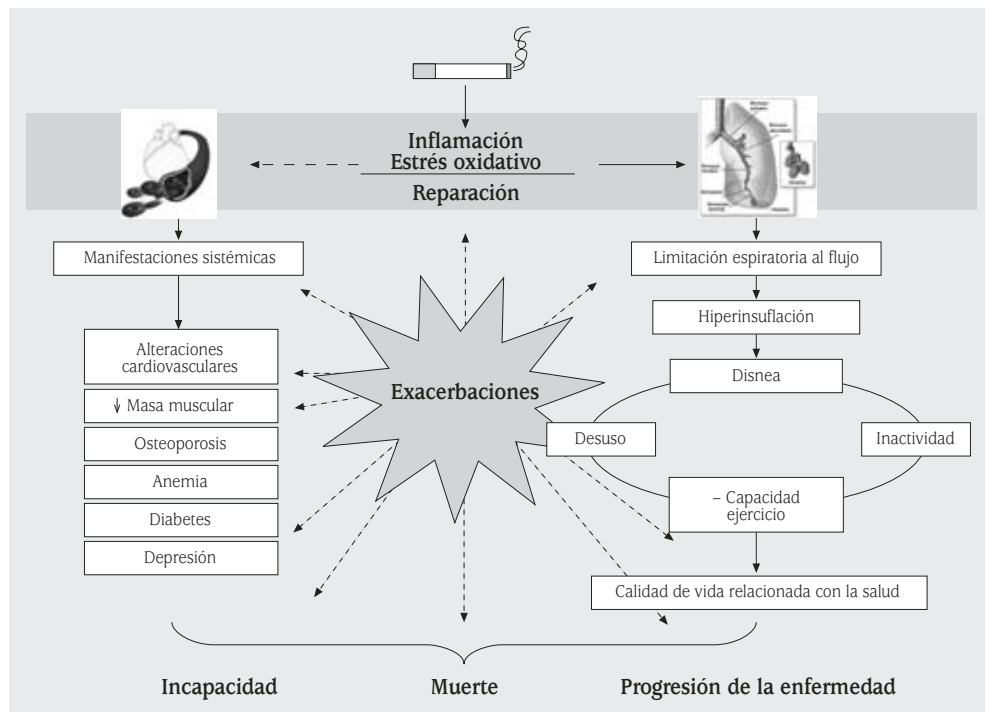 Inflamación
Estrés oxidativo
Reparación
Manifestaciones sistémicas
Limitación espiratoria al flujo
Hiperinsuflación
Alteraciones
cardiovasculares
Disnea
Exacerbaciones
↓ Masa muscular
Osteoporosis
Desuso
Inactividad
Anemia
– Capacidad
ejercicio
Diabetes
Depresión
Calidad de vida relacionada con la salud
Incapacidad
Muerte
Progresión de la enfermedad